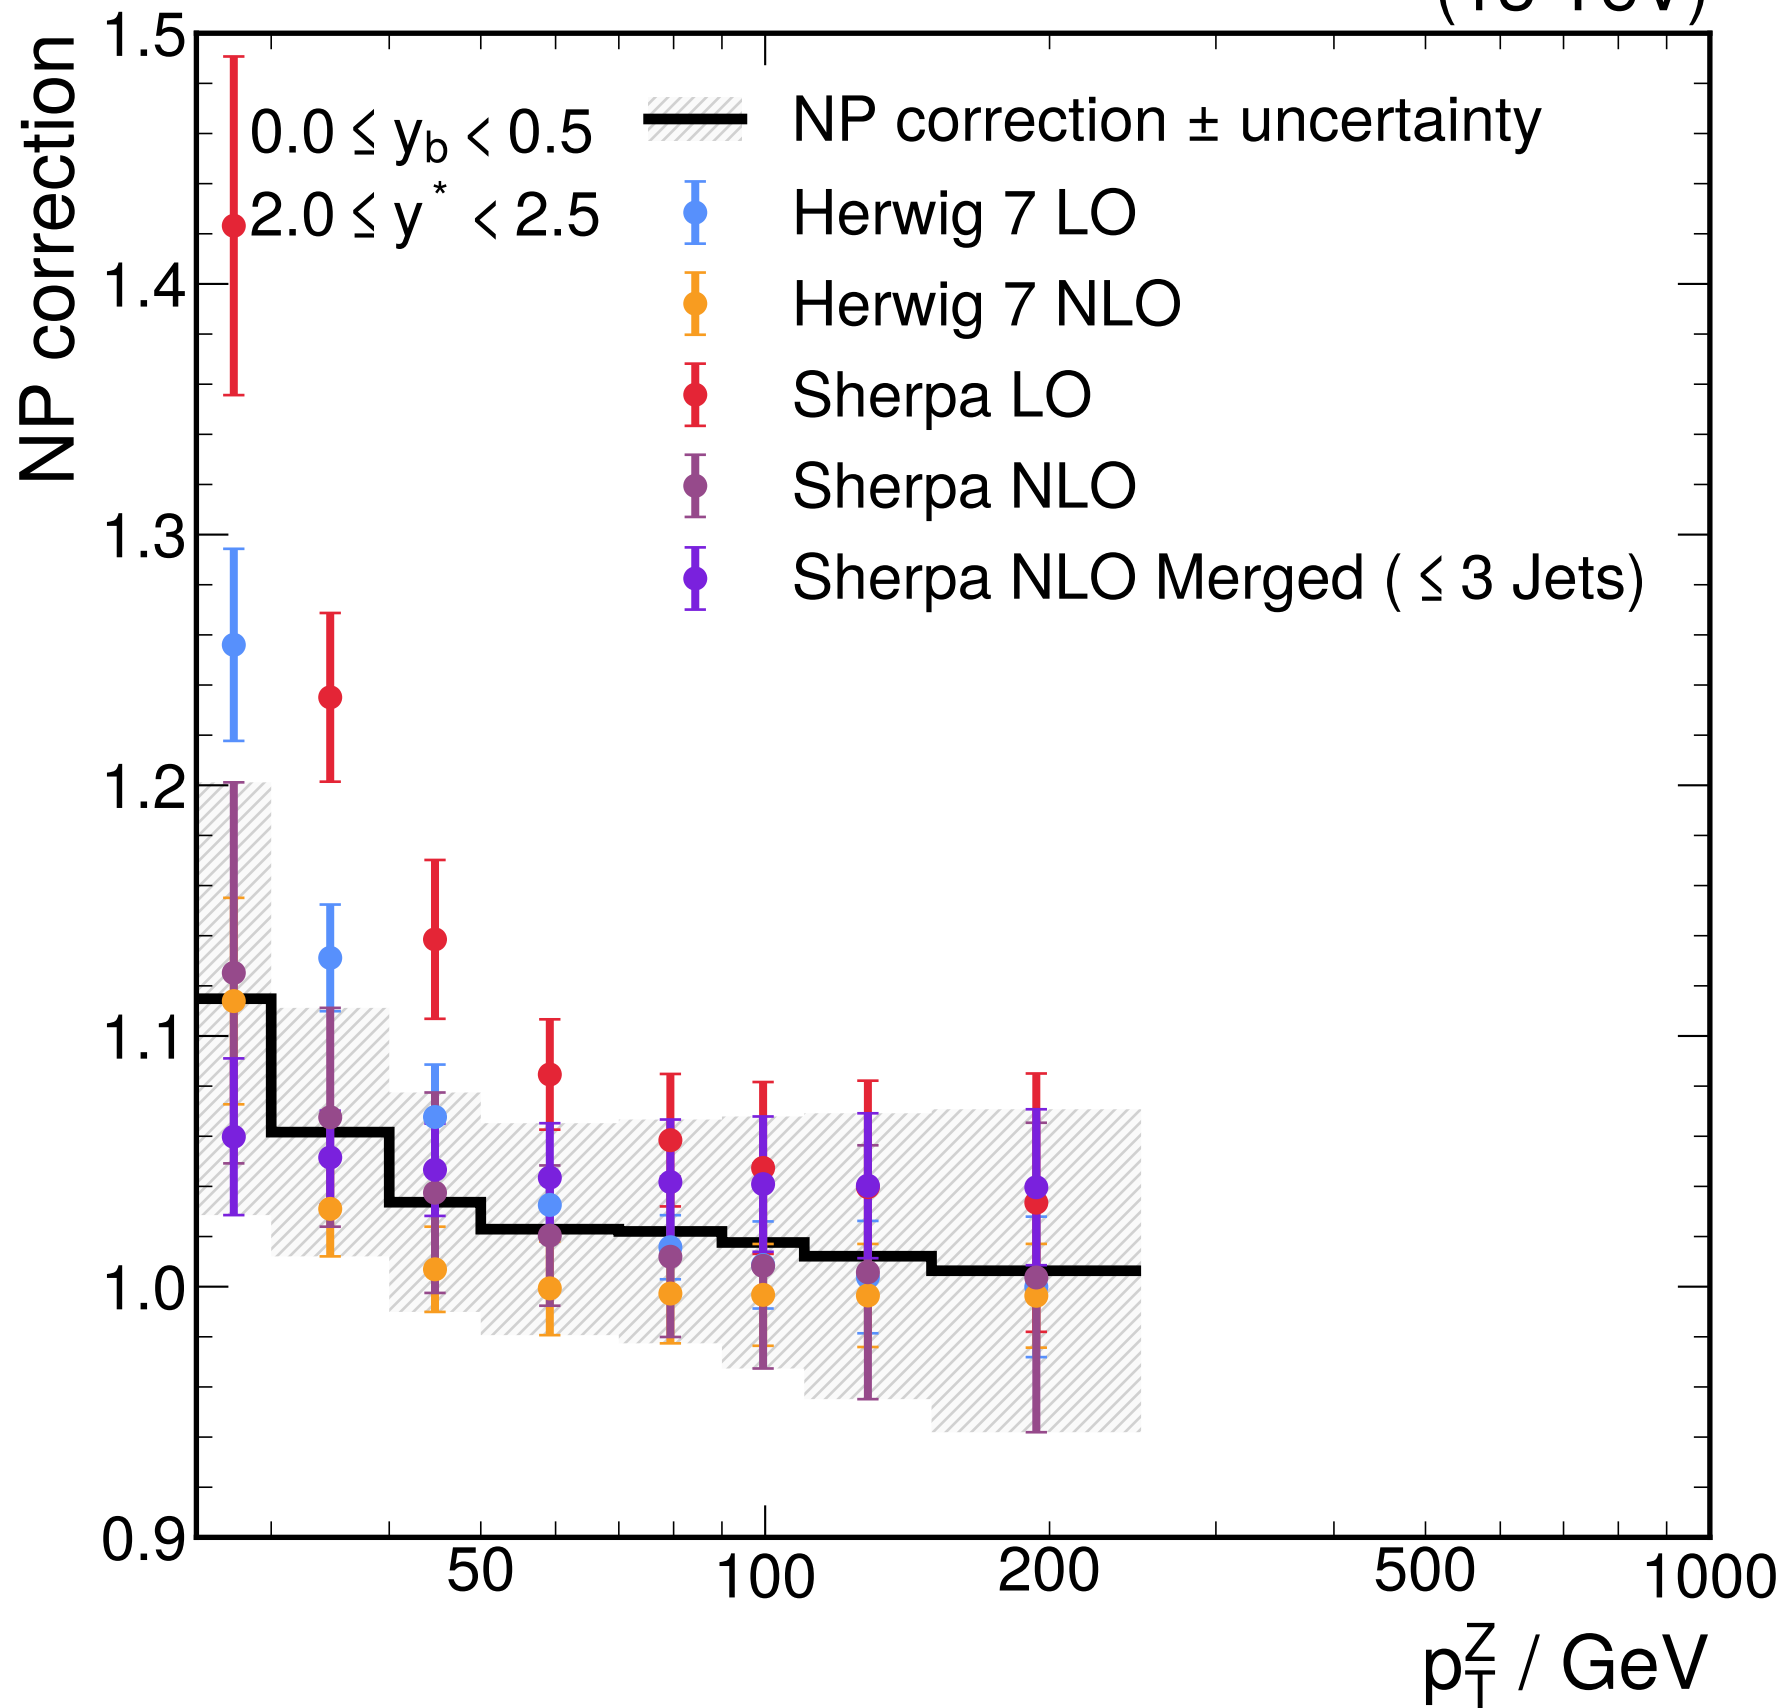 1.5
1.4
1.3
1.2
1.1
1.0
0.9
NP correction
0.0 ≤ y_b < 0.5
2.0 ≤ y^* < 2.5
NP correction ± uncertainty
Herwig 7 LO
Herwig 7 NLO
Sherpa LO
Sherpa NLO
Sherpa NLO Merged ( ≤ 3 Jets)
50 100 200 500 1000
p_T^Z / GeV